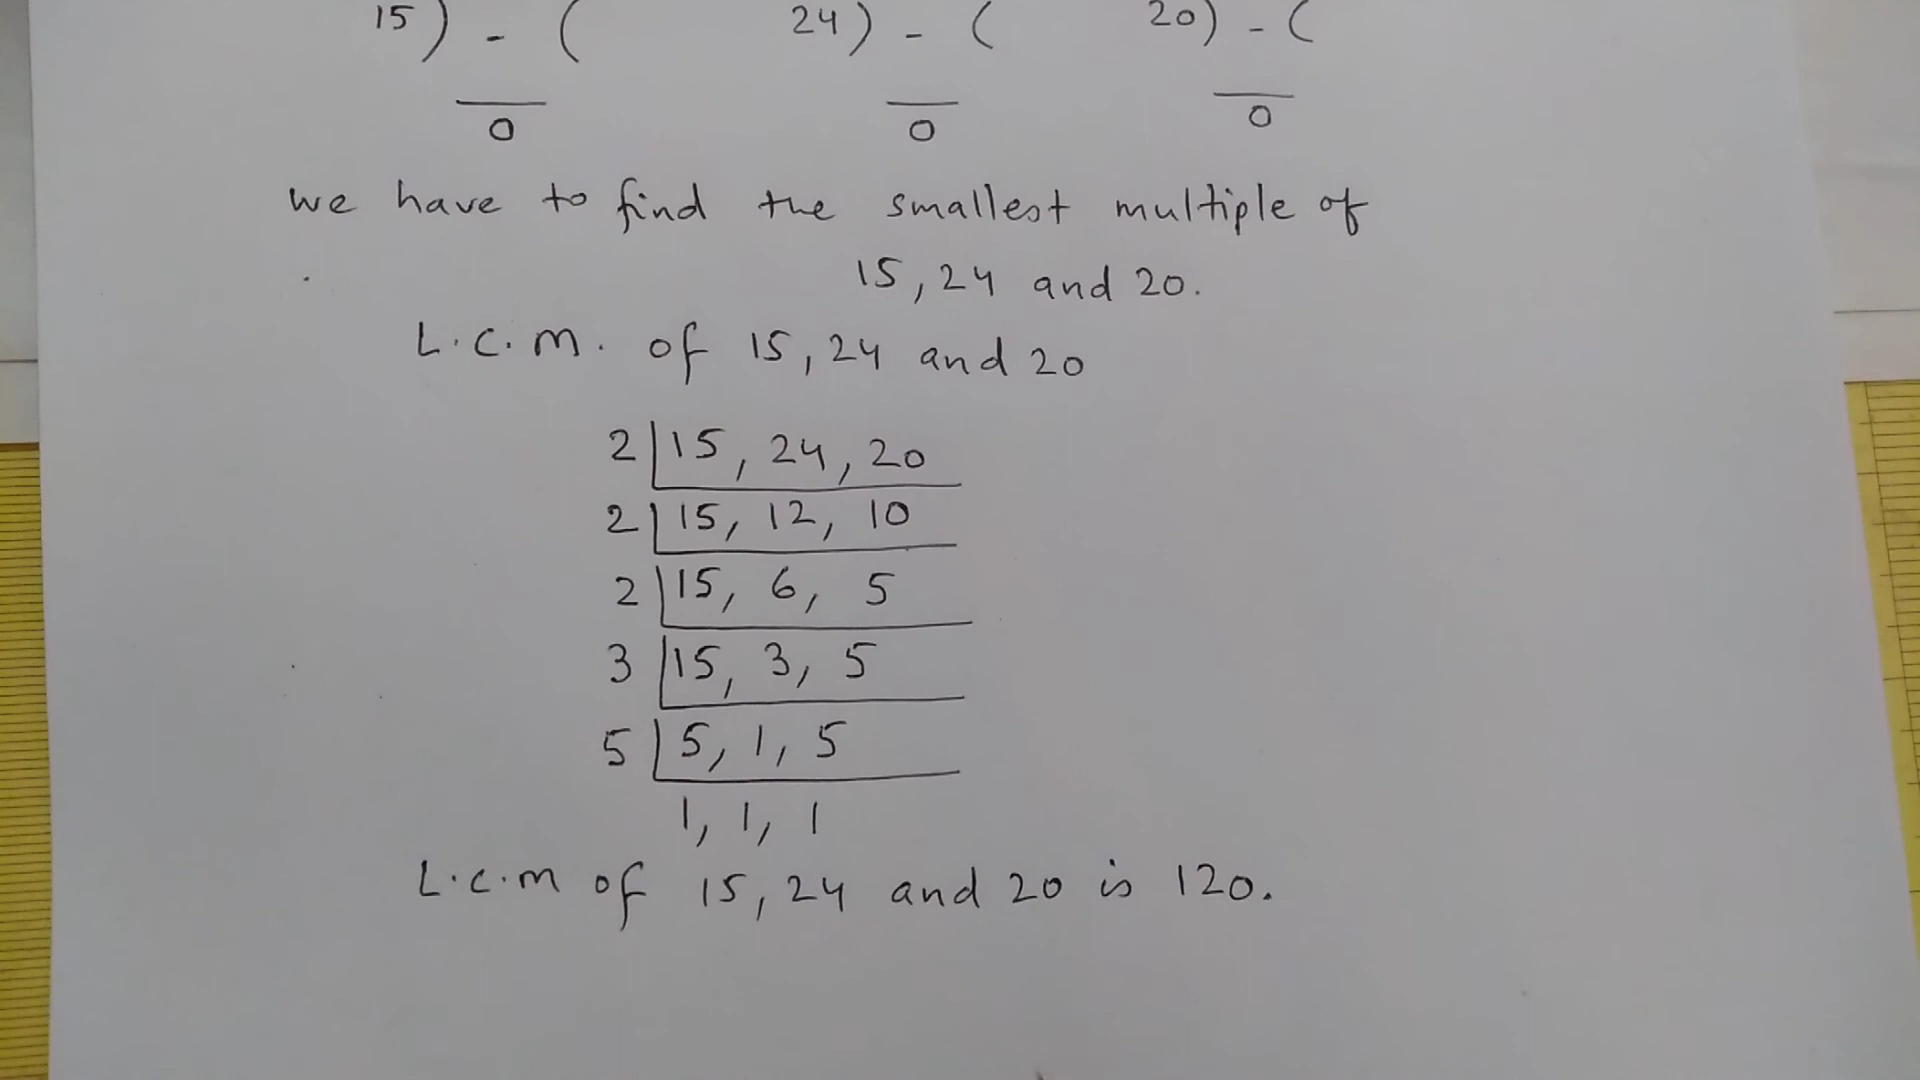 15) - ( 24) - ( 20) - (
0 0 0
we have to find the smallest multiple of
15, 24 and 20.
L.C.M. of 15, 24 and 20
2 | 15, 24, 20
2 | 15, 12, 10
2 | 15, 6, 5
3 | 15, 3, 5
5 | 5, 1, 5
1, 1, 1
L.C.M of 15, 24 and 20 is 120.